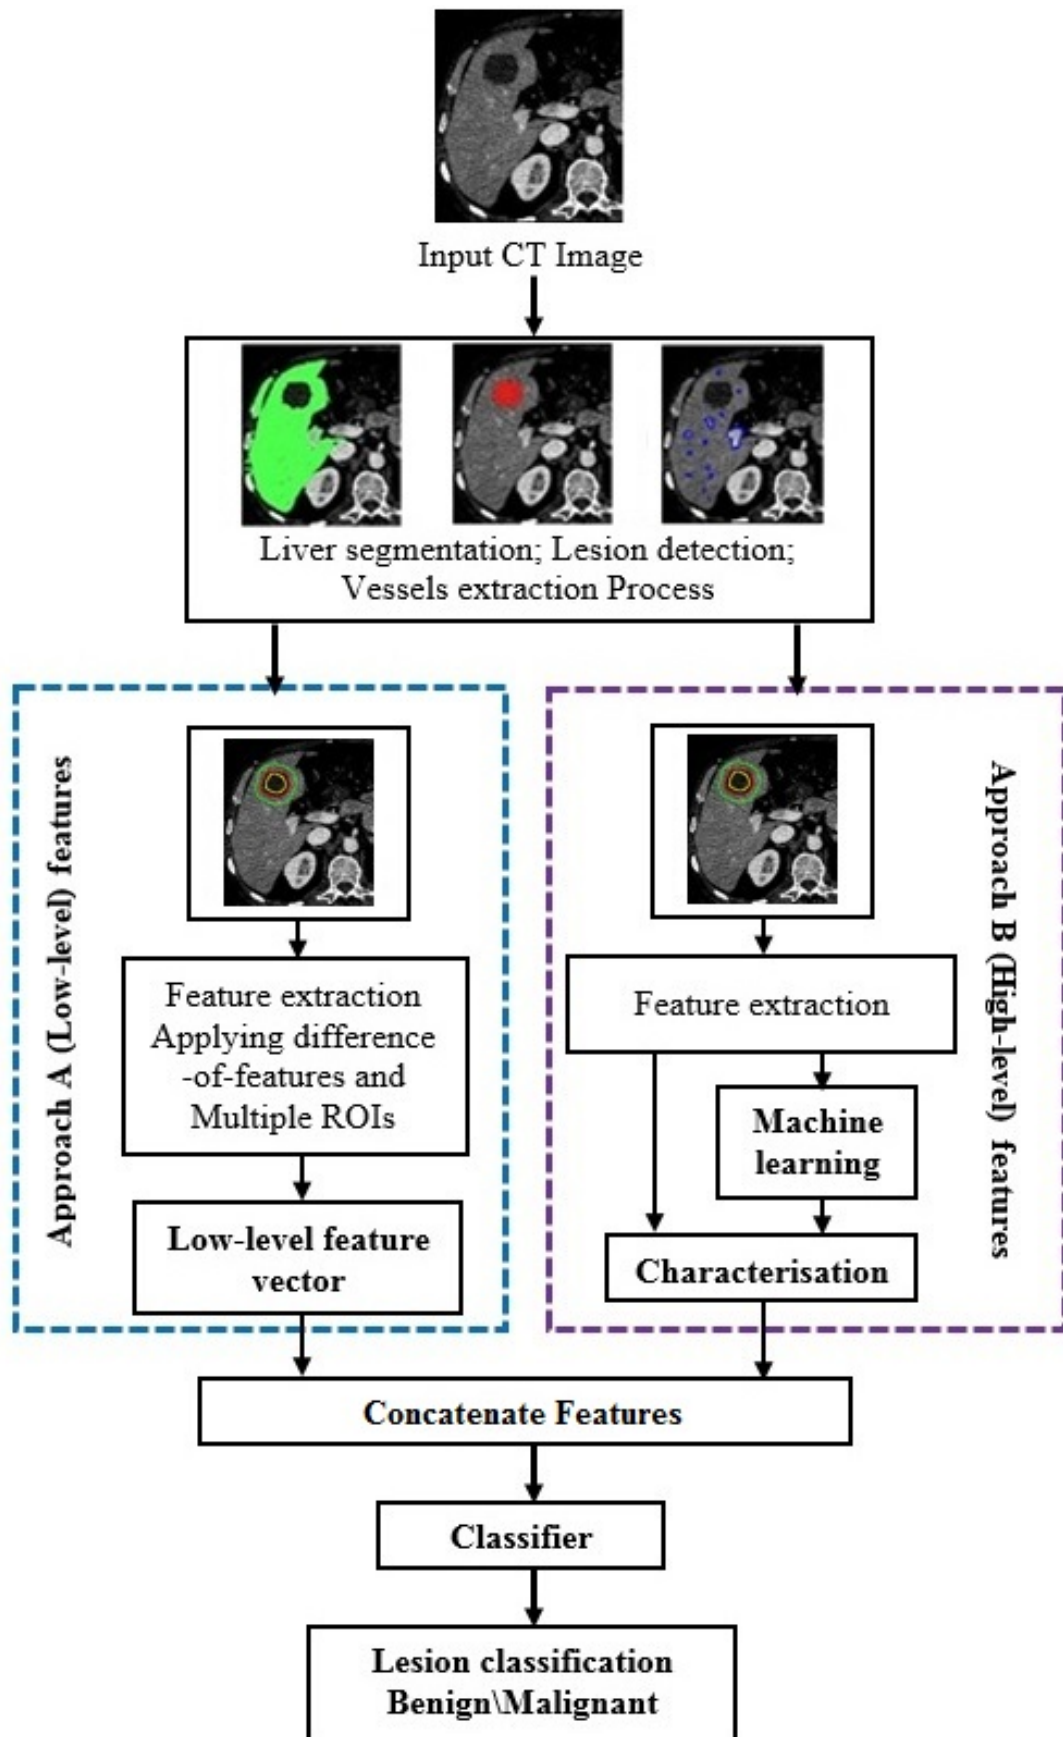 Input CT Image
Liver segmentation; Lesion detection;
Vessels extraction Process
Approach A (Low-level) features
Feature extraction
Applying difference
-of-features and
Multiple ROIs
Low-level feature
vector
Approach B (High-level) features
Feature extraction
Machine
learning
Characterisation
Concatenate Features
Classifier
Lesion classification
Benign\Malignant